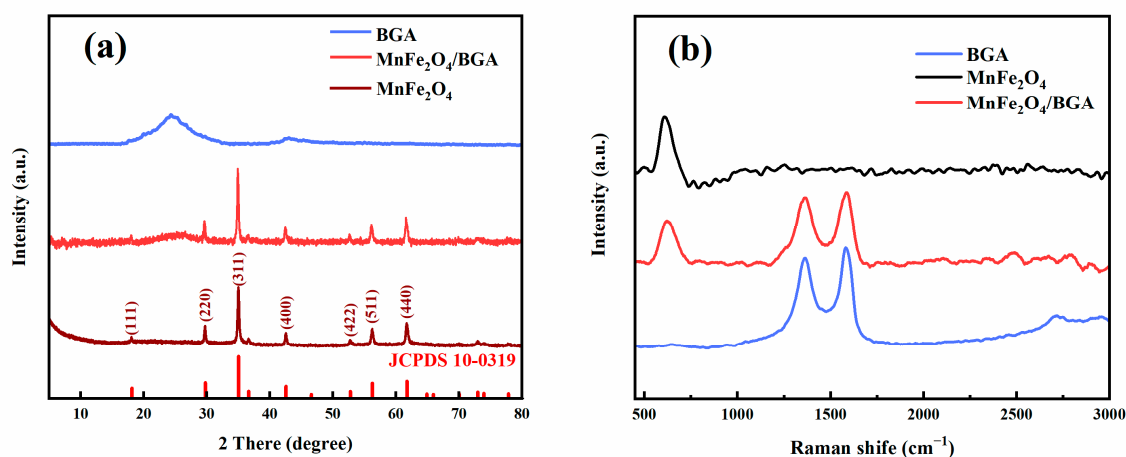 (a)
BGA
MnFe₂O₄/BGA
MnFe₂O₄
Intensity (a.u.)
(111)
(220)
(311)
(400)
(422)
(511)
(440)
JCPDS 10-0319
10 20 30 40 50 60 70 80
2 There (degree)
(b)
BGA
MnFe₂O₄
MnFe₂O₄/BGA
Intensity (a.u.)
500 1000 1500 2000 2500 3000
Raman shife (cm⁻¹)